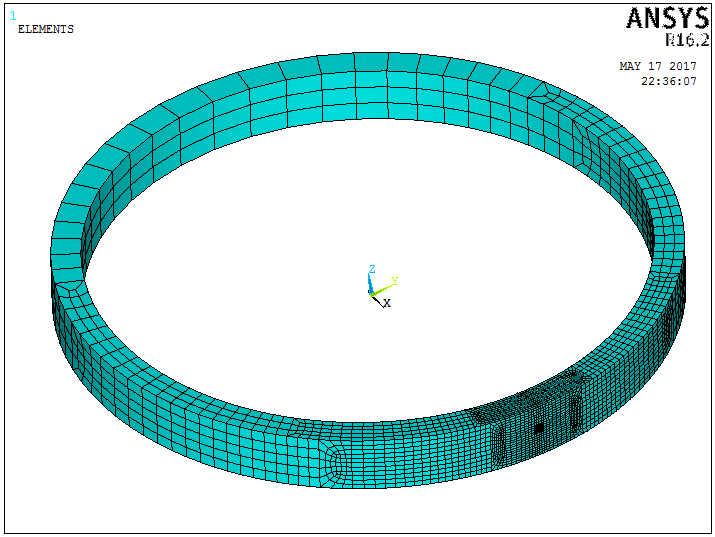 1
ELEMENTS
ANSYS
R16.2
MAY 17 2017
22:36:07
Z
Y
X